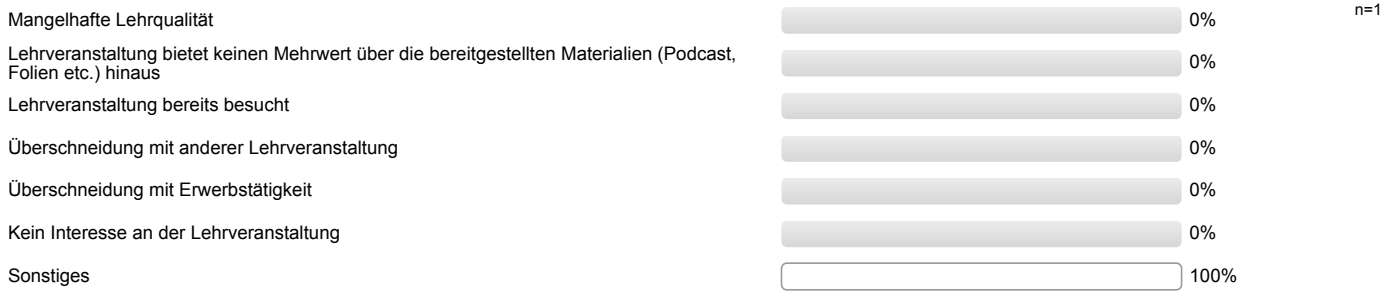 Mangelhafte Lehrqualität 0% n=1
Lehrveranstaltung bietet keinen Mehrwert über die bereitgestellten Materialien (Podcast,
Folien etc.) hinaus 0%
Lehrveranstaltung bereits besucht 0%
Überschneidung mit anderer Lehrveranstaltung 0%
Überschneidung mit Erwerbstätigkeit 0%
Kein Interesse an der Lehrveranstaltung 0%
Sonstiges 100%